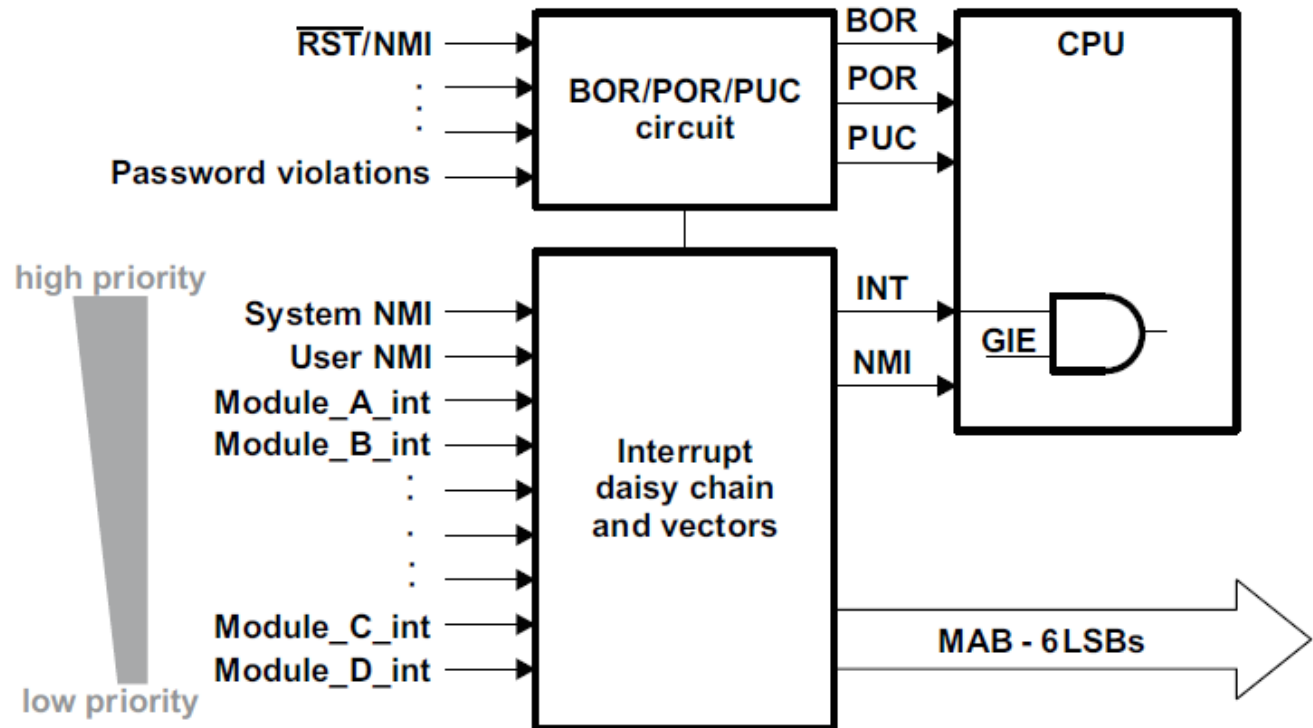 R̅S̅T̅/NMI
.
.
.
Password violations
BOR/POR/PUC
circuit
BOR
POR
PUC
CPU
high priority
System NMI
User NMI
Module_A_int
Module_B_int
:
.
:
Module_C_int
Module_D_int
low priority
Interrupt
daisy chain
and vectors
INT
NMI
GIE
MAB - 6LSBs